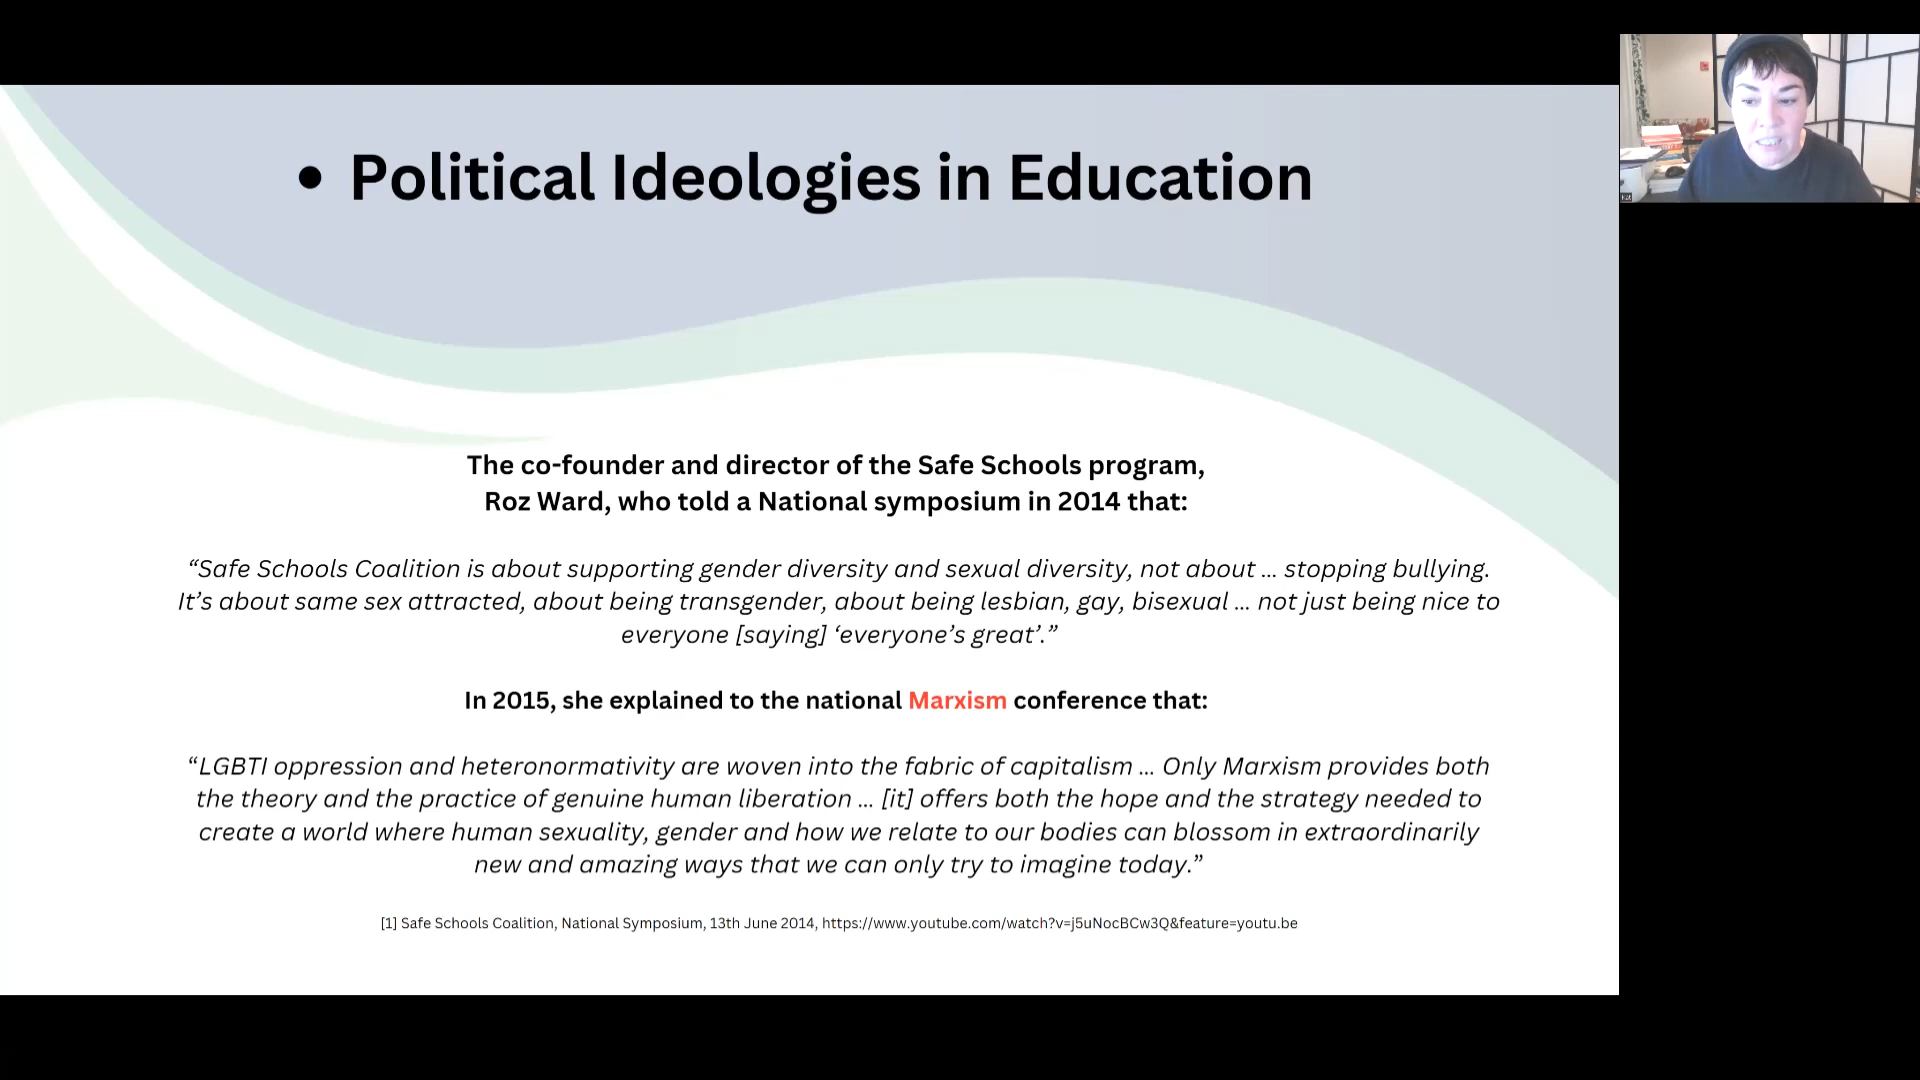 • Political Ideologies in Education
The co-founder and director of the Safe Schools program,
Roz Ward, who told a National symposium in 2014 that:
“Safe Schools Coalition is about supporting gender diversity and sexual diversity, not about ... stopping bullying.
It’s about same sex attracted, about being transgender, about being lesbian, gay, bisexual ... not just being nice to
everyone [saying] ‘everyone’s great’.”
In 2015, she explained to the national Marxism conference that:
“LGBTI oppression and heteronormativity are woven into the fabric of capitalism ... Only Marxism provides both
the theory and the practice of genuine human liberation ... [it] offers both the hope and the strategy needed to
create a world where human sexuality, gender and how we relate to our bodies can blossom in extraordinarily
new and amazing ways that we can only try to imagine today.”
[1] Safe Schools Coalition, National Symposium, 13th June 2014, https://www.youtube.com/watch?v=j5uNocBCw3Q&feature=youtu.be